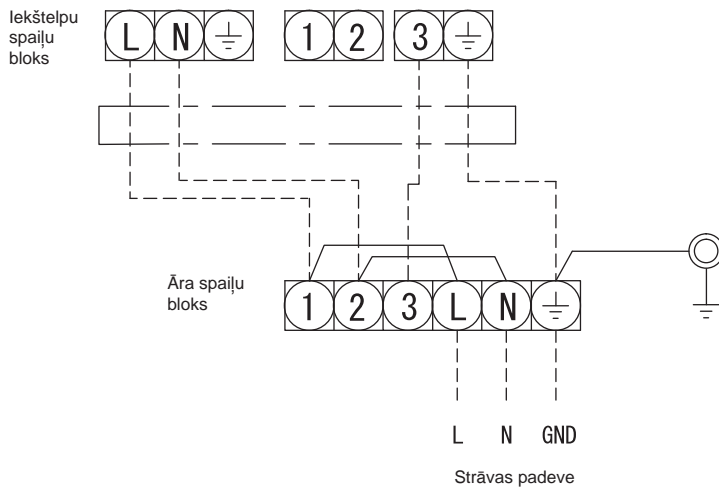 Iekštelpu
spaiļu
bloks
L N 1 2 3
Āra spaiļu
bloks
1 2 3 L N
L N GND
Strāvas padeve